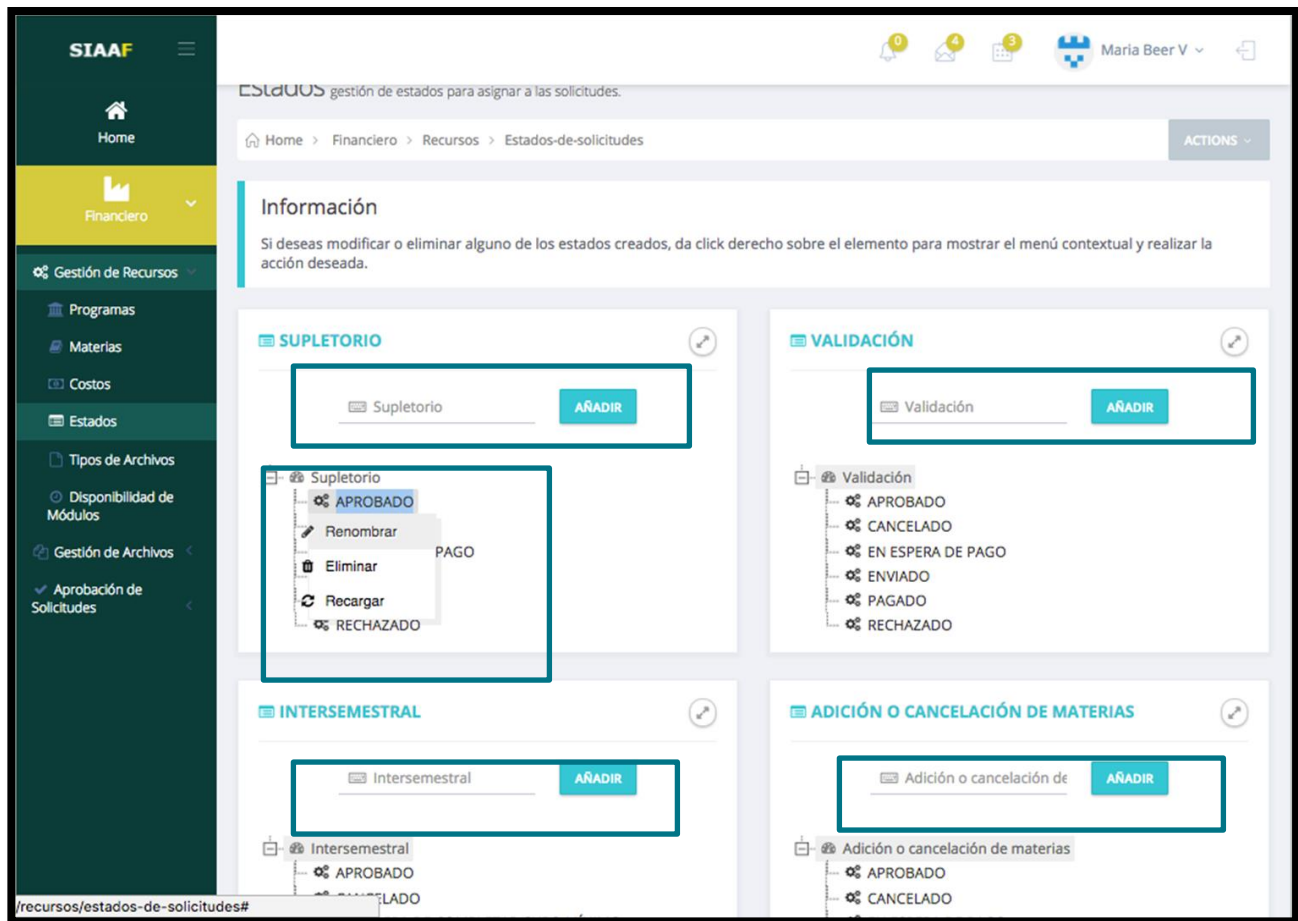 SIAAF
0
4
3
Maria Beer V
Home
Financiero
Gestión de Recursos
Programas
Materias
Costos
Estados
Tipos de Archivos
Disponibilidad de
Módulos
Gestión de Archivos
Aprobación de
Solicitudes
Estados gestión de estados para asignar a las solicitudes.
Home > Financiero > Recursos > Estados-de-solicitudes
ACTIONS
Información
Si deseas modificar o eliminar alguno de los estados creados, da click derecho sobre el elemento para mostrar el menú contextual y realizar la
acción deseada.
SUPLETORIO
Supletorio
AÑADIR
Supletorio
APROBADO
Renombrar
PAGO
Eliminar
Recargar
RECHAZADO
VALIDACIÓN
Validación
AÑADIR
Validación
APROBADO
CANCELADO
EN ESPERA DE PAGO
ENVIADO
PAGADO
RECHAZADO
INTERSEMESTRAL
Intersemestral
AÑADIR
Intersemestral
APROBADO
ELADO
ADICIÓN O CANCELACIÓN DE MATERIAS
Adición o cancelación de
AÑADIR
Adición o cancelación de materias
APROBADO
CANCELADO
/recursos/estados-de-solicitudes#